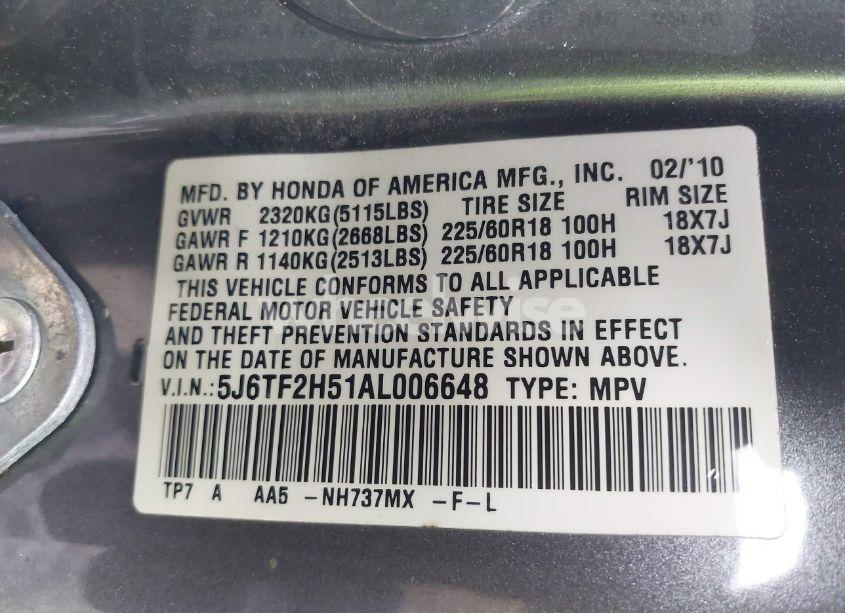 MFD. BY HONDA OF AMERICA MFG., INC. 02/'10
GVWR 2320KG(5115LBS) TIRE SIZE RIM SIZE
GAWR F 1210KG(2668LBS) 225/60R18 100H 18X7J
GAWR R 1140KG(2513LBS) 225/60R18 100H 18X7J
THIS VEHICLE CONFORMS TO ALL APPLICABLE
FEDERAL MOTOR VEHICLE SAFETY
AND THEFT PREVENTION STANDARDS IN EFFECT
ON THE DATE OF MANUFACTURE SHOWN ABOVE.
V.I.N.: 5J6TF2H51AL006648 TYPE: MPV
TP7 A AA5 -NH737MX -F-L